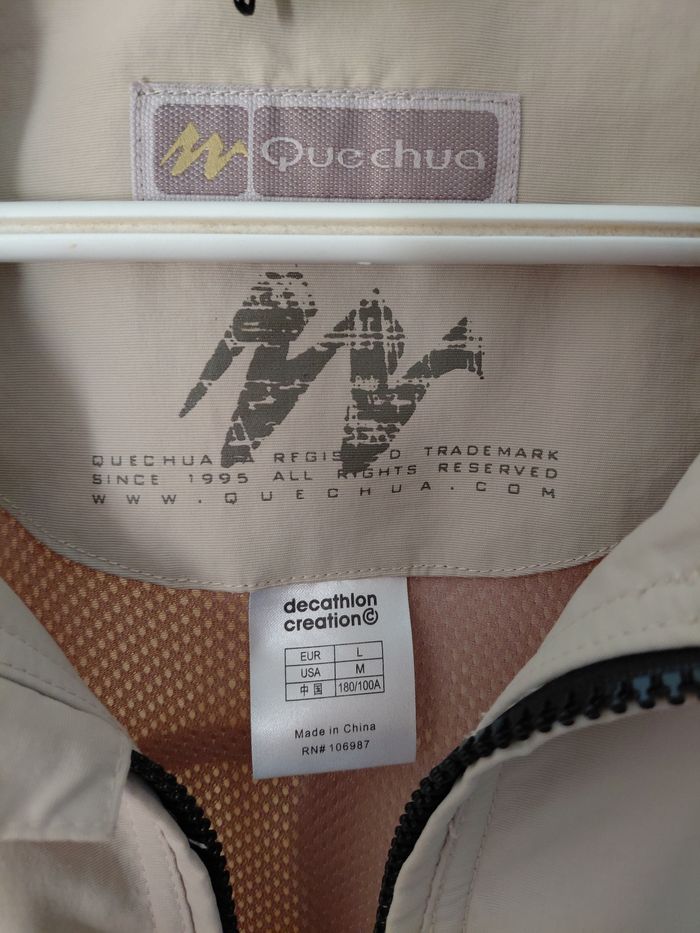 Quechua
QUECHUA A REGIS D TRADEMARK
SINCE 1995 ALL RIGHTS RESERVED
WWW.QUECHUA.COM
decathlon
creation©
EUR L
USA M
中国 180/100A
Made in China
RN# 106987